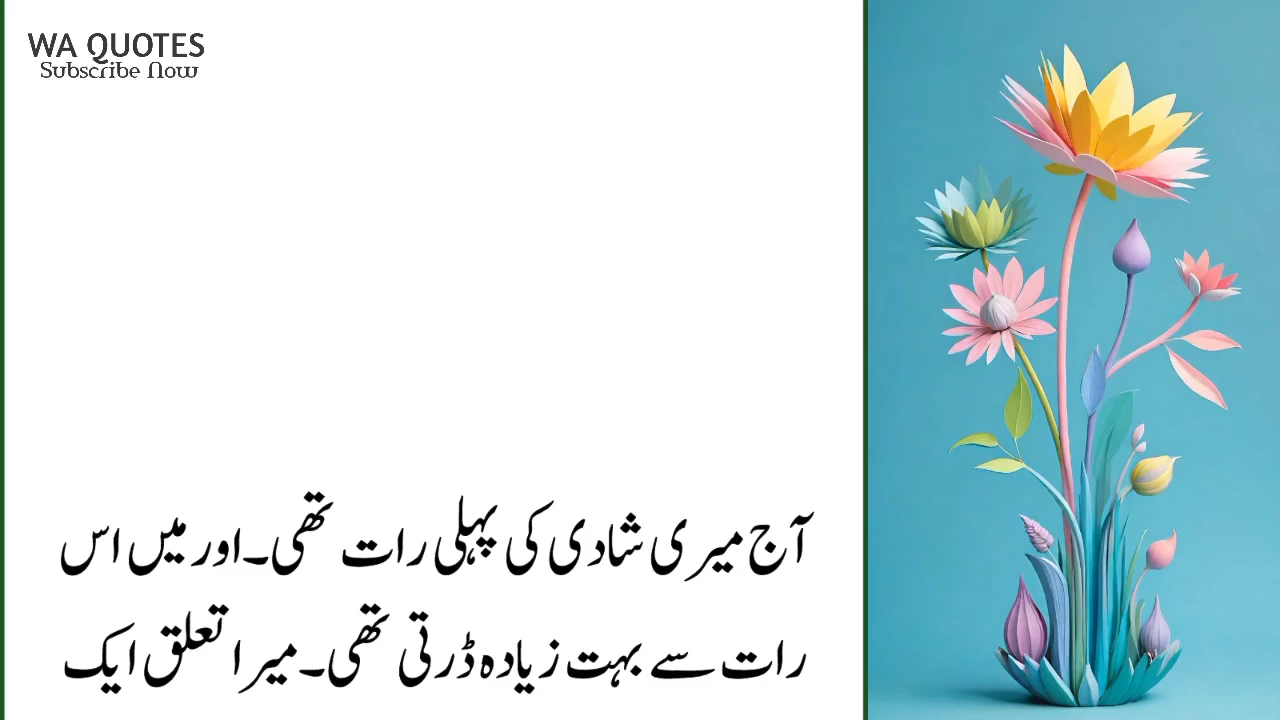 WA QUOTES
Subscribe Now
آج میری شادی کی پہلی رات تھی۔اور میں اس
رات سے بہت زیادہ ڈرتی تھی۔میرا تعلق ایک